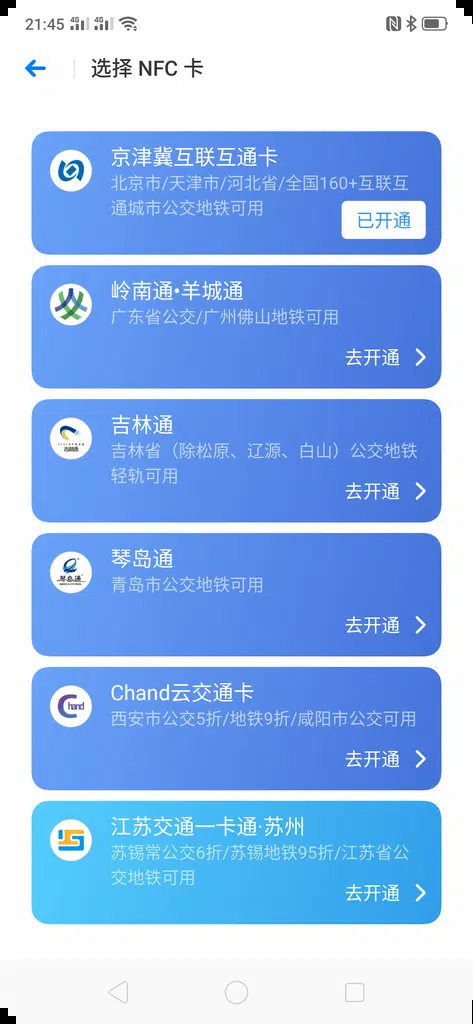 21:45
选择 NFC 卡
京津冀互联互通卡
北京市/天津市/河北省/全国160+互联互
通城市公交地铁可用
已开通
岭南通•羊城通
广东省公交/广州佛山地铁可用
去开通
吉林通
吉林省（除松原、辽源、白山）公交地铁
轻轨可用
去开通
琴岛通
琴岛通
青岛市公交地铁可用
去开通
Chand
Chand云交通卡
西安市公交5折/地铁9折/咸阳市公交可用
去开通
江苏交通一卡通·苏州
苏锡常公交6折/苏锡地铁95折/江苏省公
交地铁可用
去开通